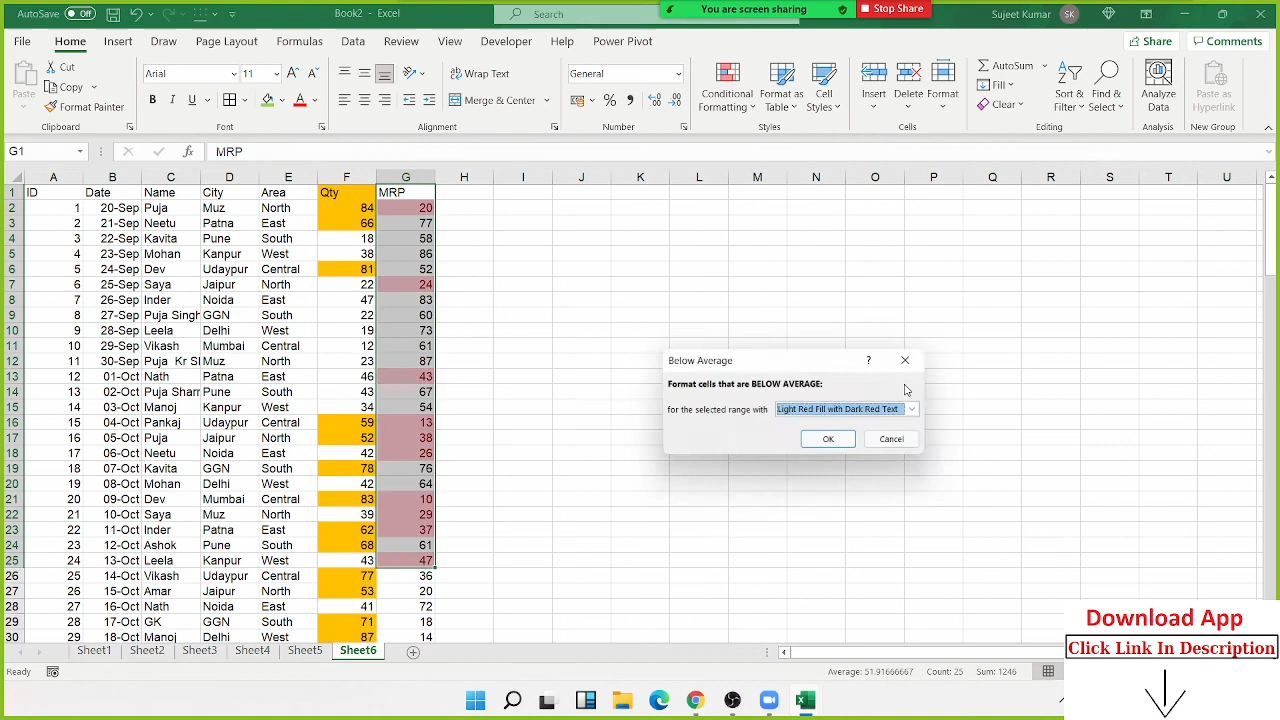 AutoSave Off Book2 - Excel Search You are screen sharing Stop Share Sujeet Kumar SK
File Home Insert Draw Page Layout Formulas Data Review View Developer Help Power Pivot Share Comments
Paste Cut Copy Format Painter Clipboard
Arial 11 B I U A Font
Wrap Text Merge & Center Alignment
General % , Number
Conditional Formatting Format as Table Cell Styles Styles
Insert Delete Format Cells
AutoSum Fill Clear Sort & Filter Find & Select Editing
Analyze Data Analysis
Paste as Hyperlink New Group
G1 fx MRP
A B C D E F G H I J K L M N O P Q R S T U
1 ID Date Name City Area Qty MRP
2 1 20-Sep Puja Muz North 84 20
3 2 21-Sep Neetu Patna East 66 77
4 3 22-Sep Kavita Pune South 18 58
5 4 23-Sep Mohan Kanpur West 38 86
6 5 24-Sep Dev Udaypur Central 81 52
7 6 25-Sep Saya Jaipur North 22 24
8 7 26-Sep Inder Noida East 47 83
9 8 27-Sep Puja Singh GGN South 22 60
10 9 28-Sep Leela Delhi West 19 73
11 10 29-Sep Vikash Mumbai Central 12 61
12 11 30-Sep Puja Kr Muz North 23 87
13 12 01-Oct Nath Patna East 46 43
14 13 02-Oct Puja Sharm Pune South 43 67
15 14 03-Oct Manoj Kanpur West 34 54
16 15 04-Oct Pankaj Udaypur Central 59 13
17 16 05-Oct Puja Jaipur North 52 38
18 17 06-Oct Neetu Noida East 42 26
19 18 07-Oct Kavita GGN South 78 76
20 19 08-Oct Mohan Delhi West 42 64
21 20 09-Oct Dev Mumbai Central 83 10
22 21 10-Oct Saya Muz North 39 29
23 22 11-Oct Inder Patna East 62 37
24 23 12-Oct Ashok Pune South 68 61
25 24 13-Oct Leela Kanpur West 43 47
26 25 14-Oct Vikash Udaypur Central 77 36
27 26 15-Oct Amar Jaipur North 53 20
28 27 16-Oct Nath Noida East 41 72
29 28 17-Oct GK GGN South 71 18
30 29 18-Oct Manoj Delhi West 87 14
Below Average ?
Format cells that are BELOW AVERAGE:
for the selected range with Light Red Fill with Dark Red Text
OK Cancel
Sheet1 Sheet2 Sheet3 Sheet4 Sheet5 Sheet6
Ready Average: 51.91666667 Count: 25 Sum: 1246
Download App
Click Link In Description